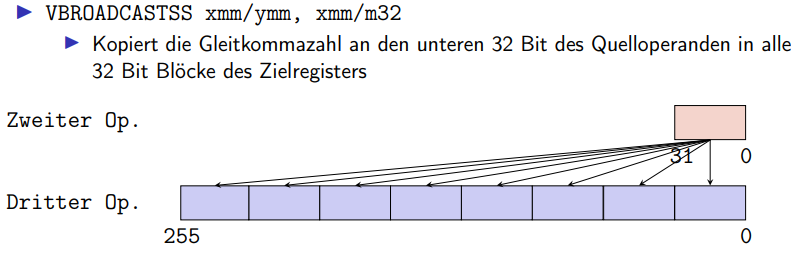 ▶ VBROADCASTSS xmm/ymm, xmm/m32
▶ Kopiert die Gleitkommazahl an den unteren 32 Bit des Quelloperanden in alle
32 Bit Blöcke des Zielregisters
Zweiter Op.
31 0
Dritter Op.
255 0